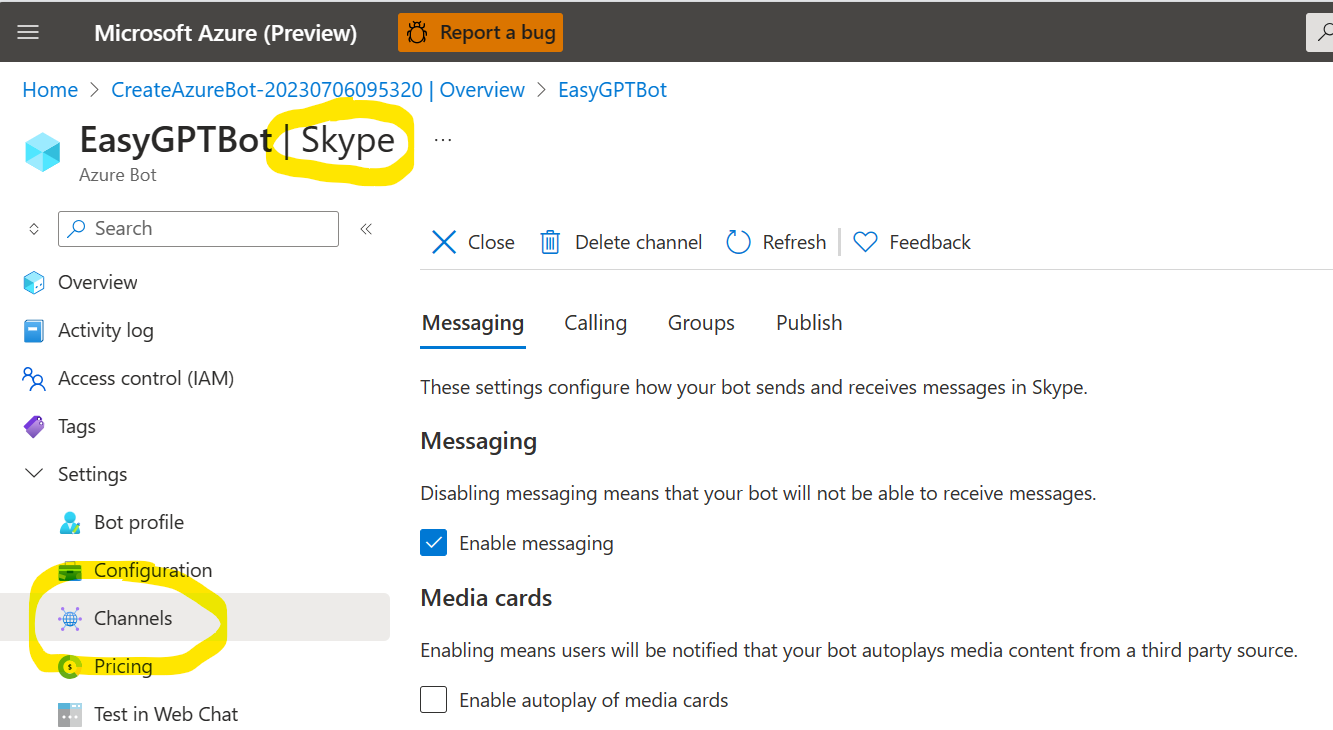 Microsoft Azure (Preview) Report a bug
Home > CreateAzureBot-20230706095320 | Overview > EasyGPTBot
EasyGPTBot | Skype ...
Azure Bot
Search «
Close Delete channel Refresh Feedback
Overview
Activity log
Access control (IAM)
Tags
Settings
Bot profile
Configuration
Channels
Pricing
Test in Web Chat
Messaging Calling Groups Publish
These settings configure how your bot sends and receives messages in Skype.
Messaging
Disabling messaging means that your bot will not be able to receive messages.
Enable messaging
Media cards
Enabling means users will be notified that your bot autoplays media content from a third party source.
Enable autoplay of media cards